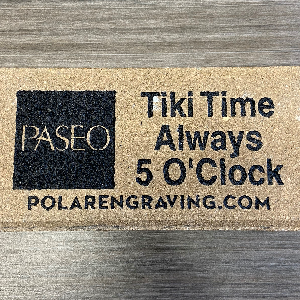 PASEO
Tiki Time
Always
5 O'Clock
POLARENGRAVING.COM